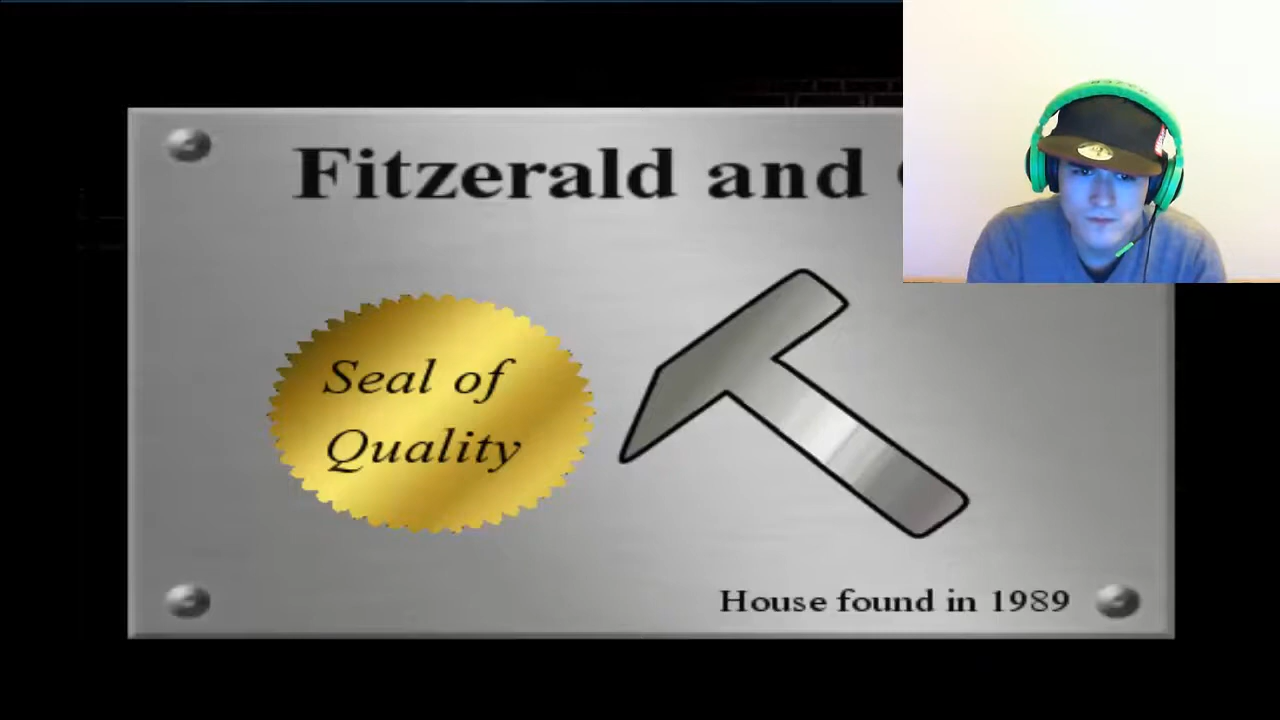 Fitzerald and
Seal of
Quality
House found in 1989